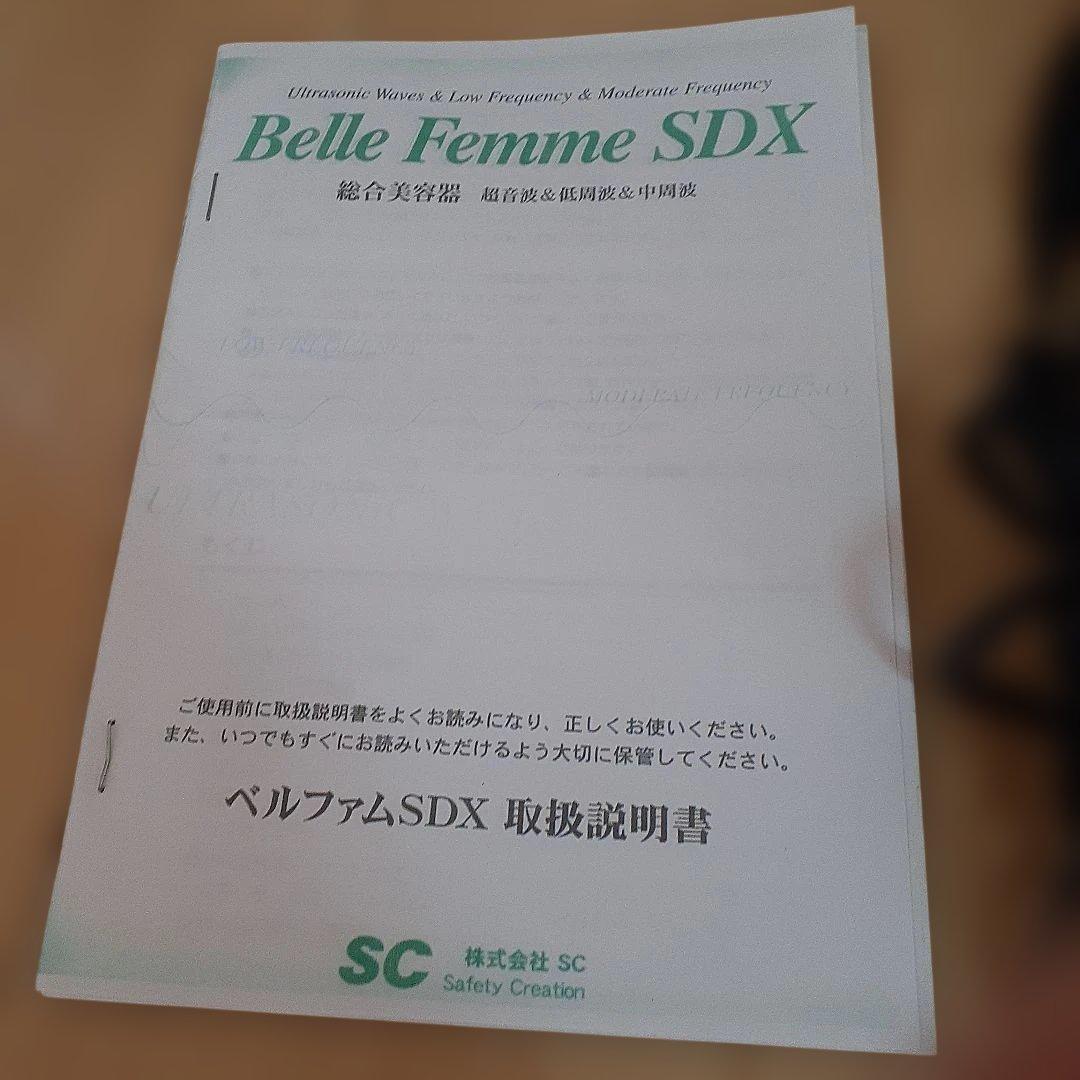 Ultrasonic Waves & Low Frequency & Moderate Frequency
Belle Femme SDX
総合美容器 超音波&低周波&中周波
LOW FREQUENCY
MODERATE FREQUENCY
ご使用前に取扱説明書をよくお読みになり、正しくお使いください。
また、いつでもすぐにお読みいただけるよう大切に保管してください。
ベルファムSDX 取扱説明書
SC 株式会社 SC
Safety Creation